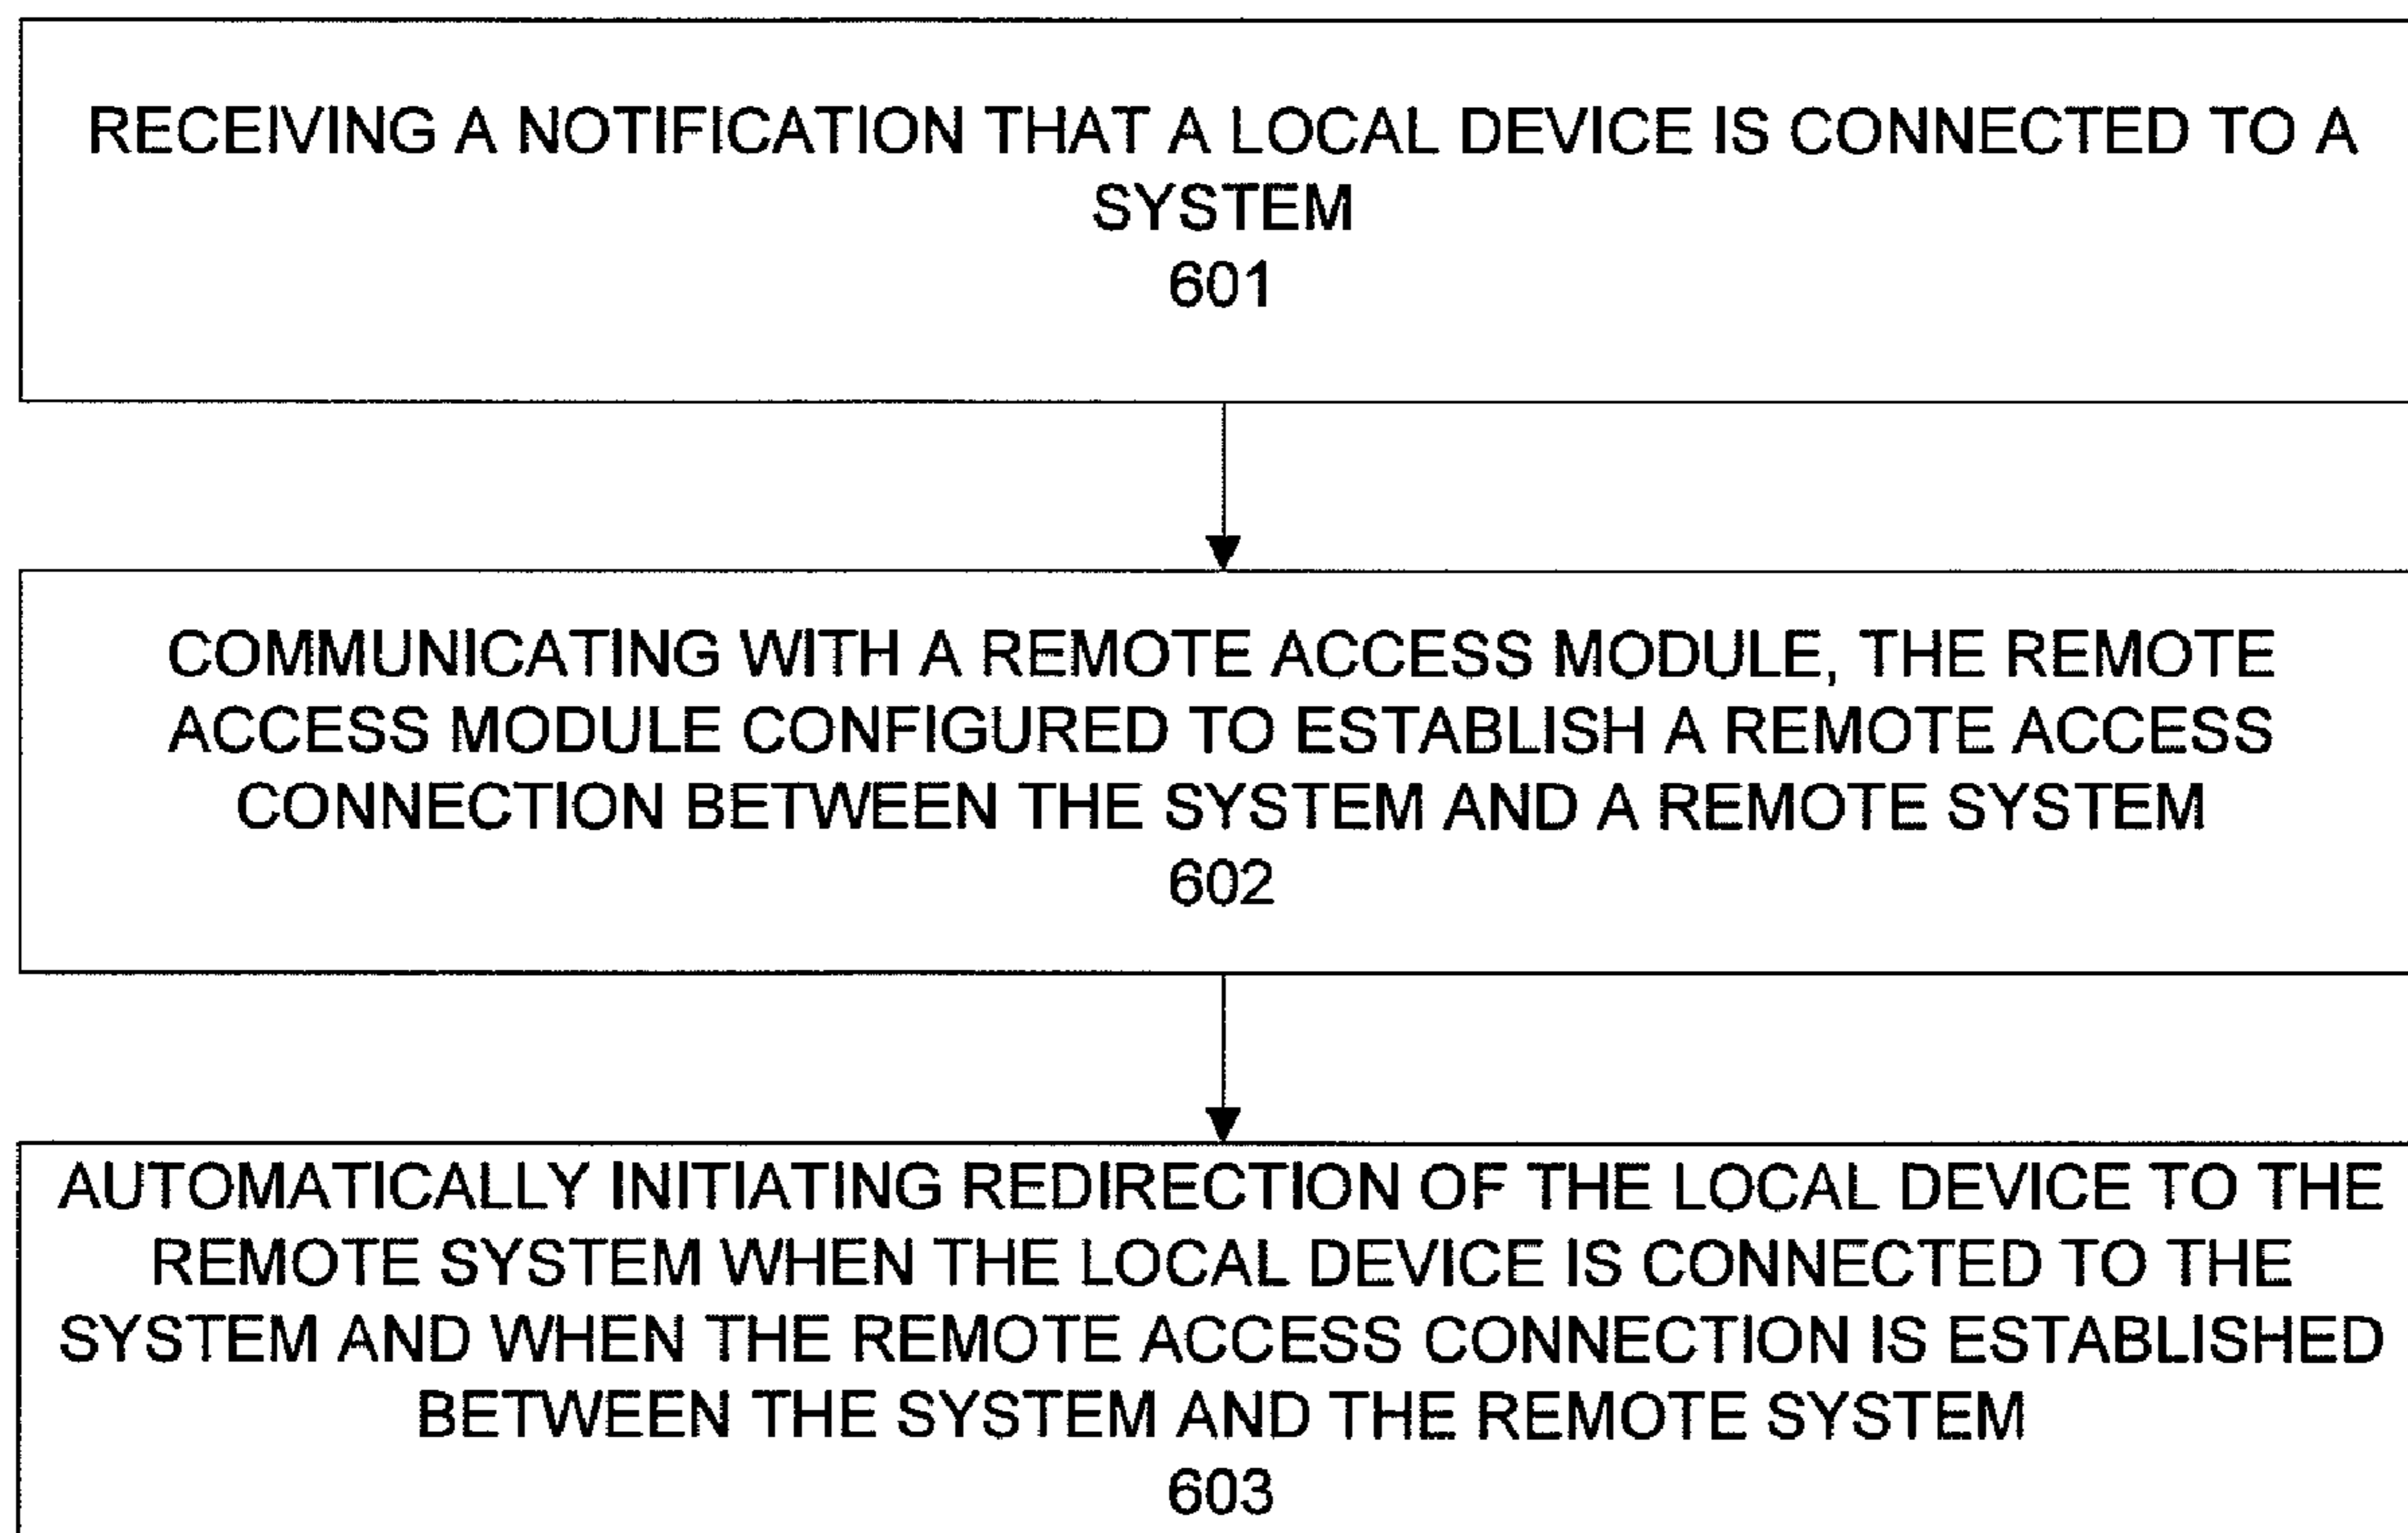 RECEIVING A NOTIFICATION THAT A LOCAL DEVICE IS CONNECTED TO A
SYSTEM
601
COMMUNICATING WITH A REMOTE ACCESS MODULE, THE REMOTE
ACCESS MODULE CONFIGURED TO ESTABLISH A REMOTE ACCESS
CONNECTION BETWEEN THE SYSTEM AND A REMOTE SYSTEM
602
AUTOMATICALLY INITIATING REDIRECTION OF THE LOCAL DEVICE TO THE
REMOTE SYSTEM WHEN THE LOCAL DEVICE IS CONNECTED TO THE
SYSTEM AND WHEN THE REMOTE ACCESS CONNECTION IS ESTABLISHED
BETWEEN THE SYSTEM AND THE REMOTE SYSTEM
603